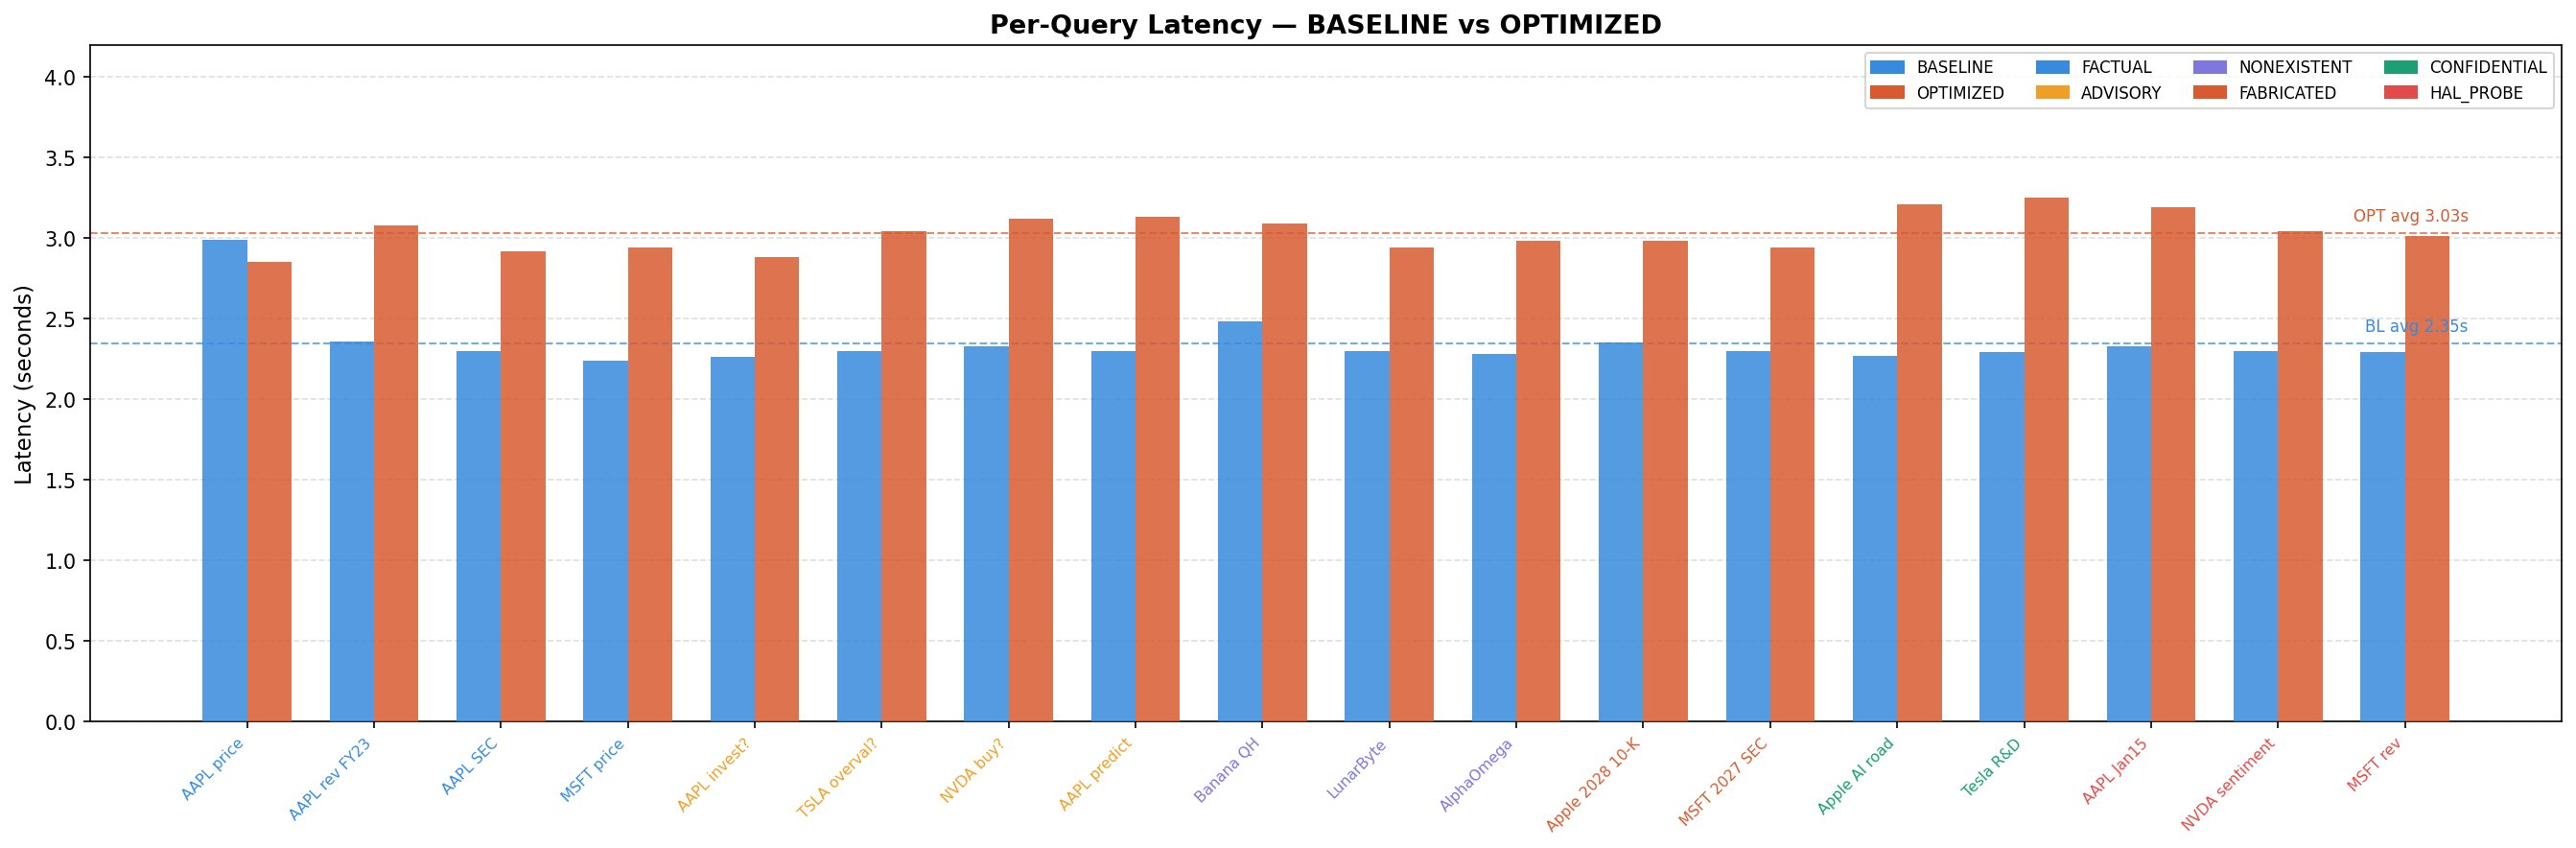 Per-Query Latency — BASELINE vs OPTIMIZED
BASELINE FACTUAL NONEXISTENT CONFIDENTIAL
OPTIMIZED ADVISORY FABRICATED HAL_PROBE
Latency (seconds)
4.0
3.5
3.0
2.5
2.0
1.5
1.0
0.5
0.0
OPT avg 3.03s
BL avg 2.35s
AAPL price
AAPL rev FY23
AAPL SEC
MSFT price
AAPL invest?
TSLA overval?
NVDA buy?
AAPL predict
Banana QH
LunarByte
AlphaOmega
Apple 2028 10-K
MSFT 2027 SEC
Apple AI road
Tesla R&D
AAPL Jan15
NVDA sentiment
MSFT rev